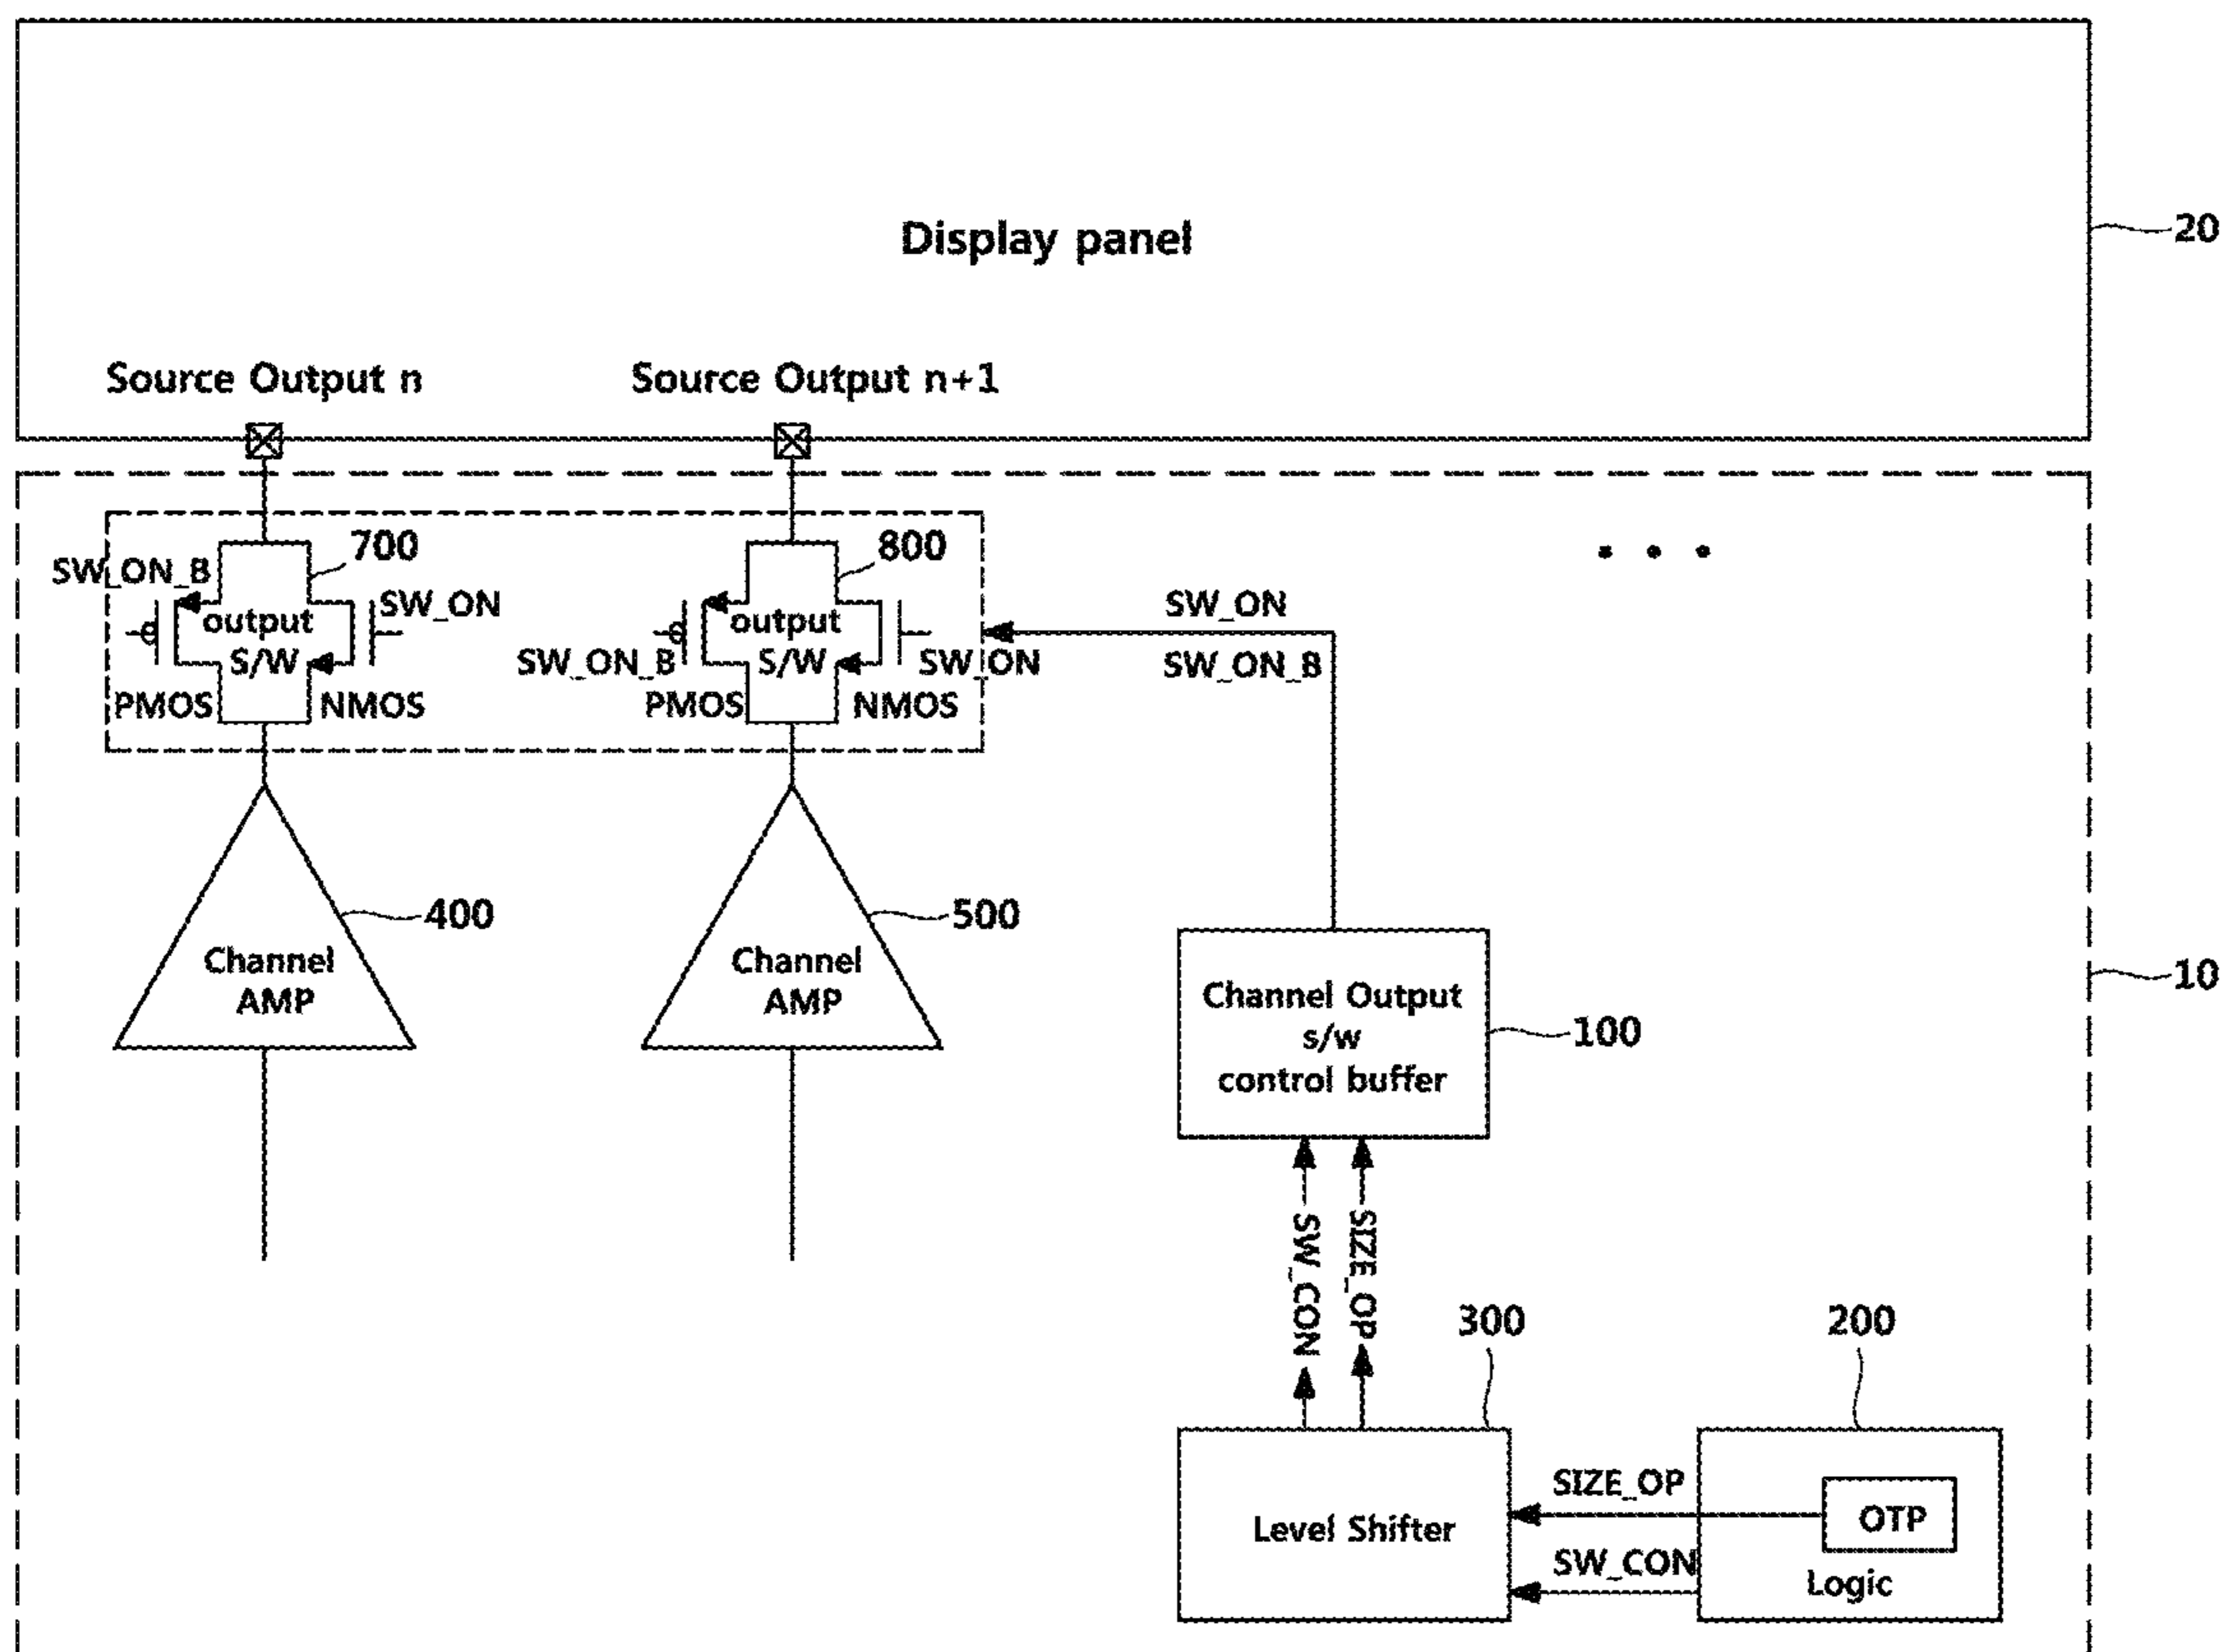 Display panel
20
Source Output n
Source Output n+1
700
800
SW_ON_B
SW_ON
output
S/W
PMOS
NMOS
output
S/W
SW_ON_B
SW_ON
PMOS
NMOS
SW_ON
SW_ON_B
. . .
400
500
Channel
AMP
Channel
AMP
10
Channel Output
s/w
control buffer
100
SW_CON
SIZE_OP
300
200
SIZE_OP
OTP
Level Shifter
SW_CON
Logic